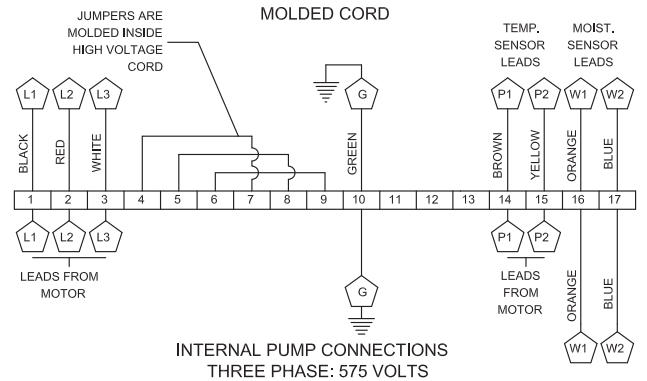 MOLDED CORD
JUMPERS ARE
MOLDED INSIDE
HIGH VOLTAGE
CORD
TEMP.
SENSOR
LEADS
MOIST.
SENSOR
LEADS
L1 L2 L3 G P1 P2 W1 W2
BLACK
RED
WHITE
GREEN
BROWN
YELLOW
ORANGE
BLUE
1 2 3 4 5 6 7 8 9 10 11 12 13 14 15 16 17
L1 L2 L3 P1 P2
LEADS FROM
MOTOR
LEADS
FROM
MOTOR
ORANGE
BLUE
G
W1 W2
INTERNAL PUMP CONNECTIONS
THREE PHASE: 575 VOLTS